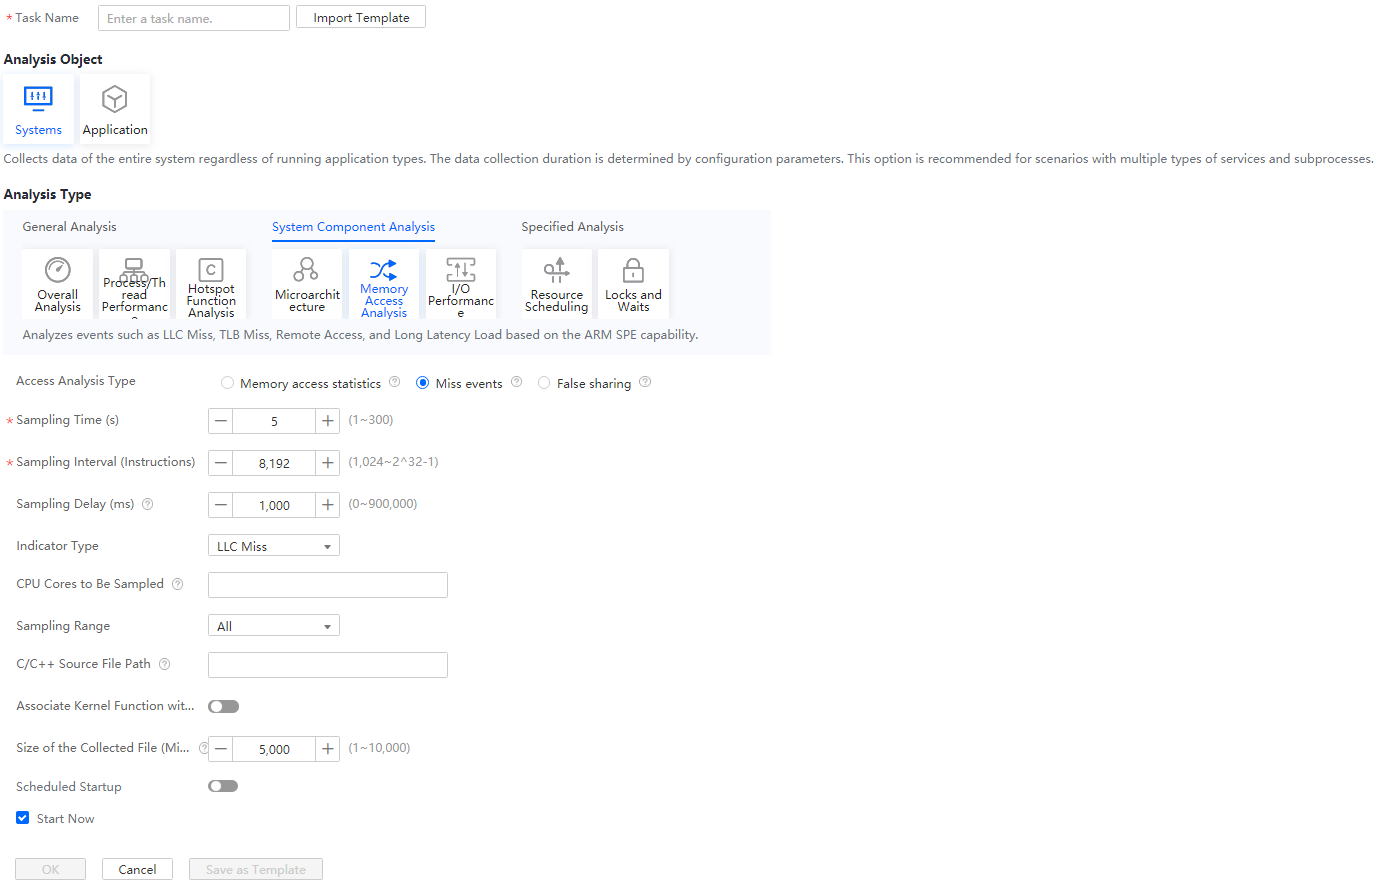 * Task Name Enter a task name. Import Template
Analysis Object
Systems Application
Collects data of the entire system regardless of running application types. The data collection duration is determined by configuration parameters. This option is recommended for scenarios with multiple types of services and subprocesses.
Analysis Type
General Analysis System Component Analysis Specified Analysis
Overall
Analysis
Process/Th
read
Performanc
C
Hotspot
Function
Analysis
Microarchit
ecture
Memory
Access
Analysis
I/O
Performanc
e
Resource
Scheduling
Locks and
Waits
Analyzes events such as LLC Miss, TLB Miss, Remote Access, and Long Latency Load based on the ARM SPE capability.
Access Analysis Type Memory access statistics ? Miss events ? False sharing ?
* Sampling Time (s) − 5 + (1~300)
* Sampling Interval (Instructions) − 8,192 + (1,024~2^32-1)
Sampling Delay (ms) ? − 1,000 + (0~900,000)
Indicator Type LLC Miss
CPU Cores to Be Sampled ?
Sampling Range All
C/C++ Source File Path ?
Associate Kernel Function wit...
Size of the Collected File (Mi... ? − 5,000 + (1~10,000)
Scheduled Startup
Start Now
OK Cancel Save as Template